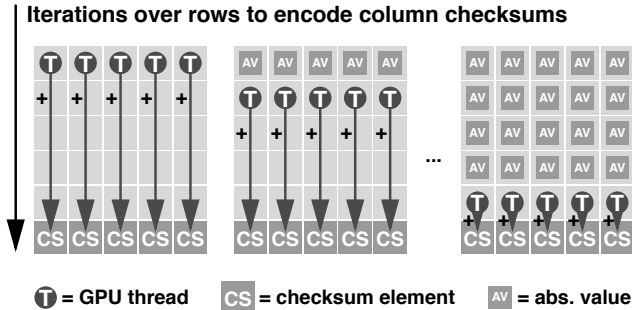 Iterations over rows to encode column checksums
T T T T T AV AV AV AV AV AV AV AV AV AV
+ + + + + T T T T T AV AV AV AV AV
+ + + + + AV AV AV AV AV
... AV AV AV AV AV
T T T T T
+ + + + +
CS CS CS CS CS CS CS CS CS CS CS CS CS CS CS
T = GPU thread CS = checksum element AV = abs. value